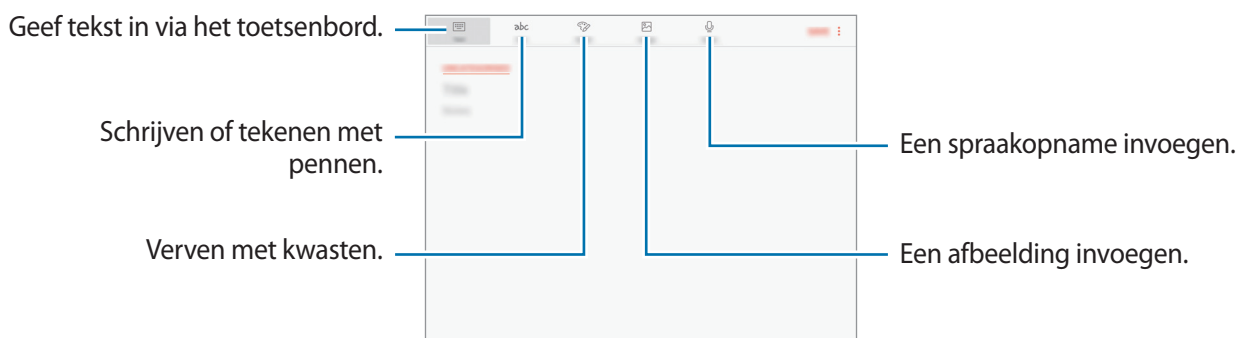 Geef tekst in via het toetsenbord.
abc
Schrijven of tekenen met
pennen.
Een spraakopname invoegen.
Verven met kwasten.
Een afbeelding invoegen.